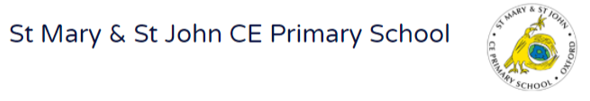 St Mary & St John CE Primary School
ST MARY & ST JOHN • CE PRIMARY SCHOOL • OXFORD •